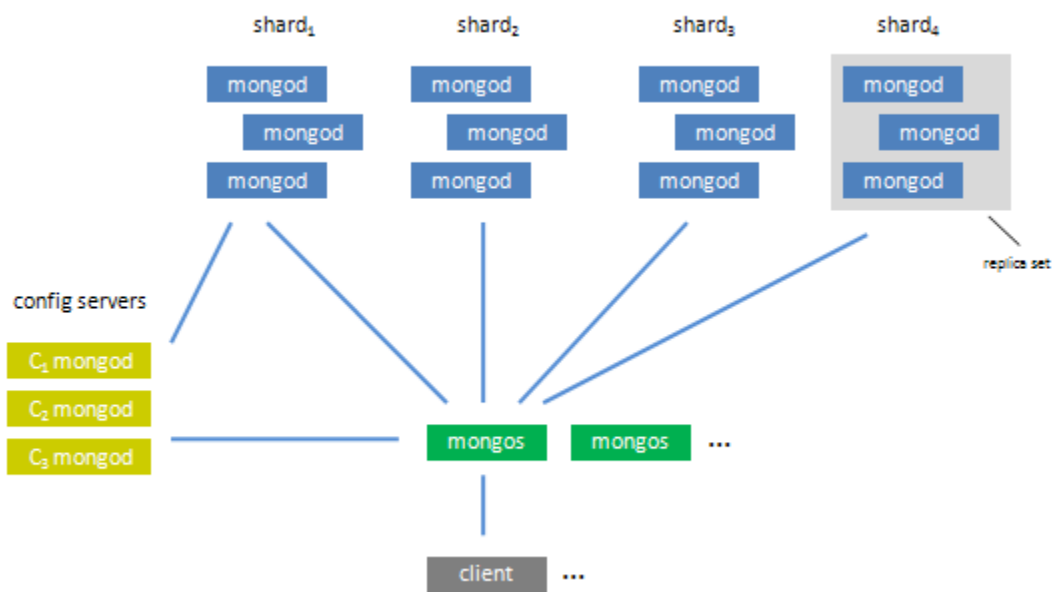 shard₁ shard₂ shard₃ shard₄
mongod mongod mongod mongod
mongod mongod mongod mongod
mongod mongod mongod mongod
replica set
config servers
C₁ mongod
C₂ mongod
C₃ mongod
mongos mongos ...
client ...